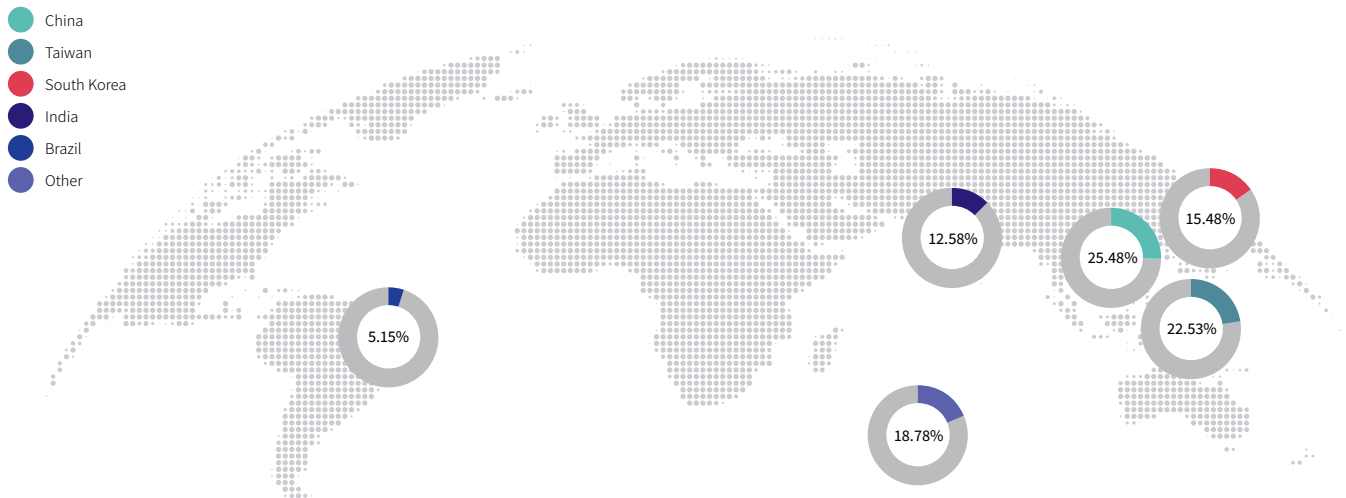 China
Taiwan
South Korea
India
Brazil
Other
15.48%
12.58%
25.48%
22.53%
5.15%
18.78%